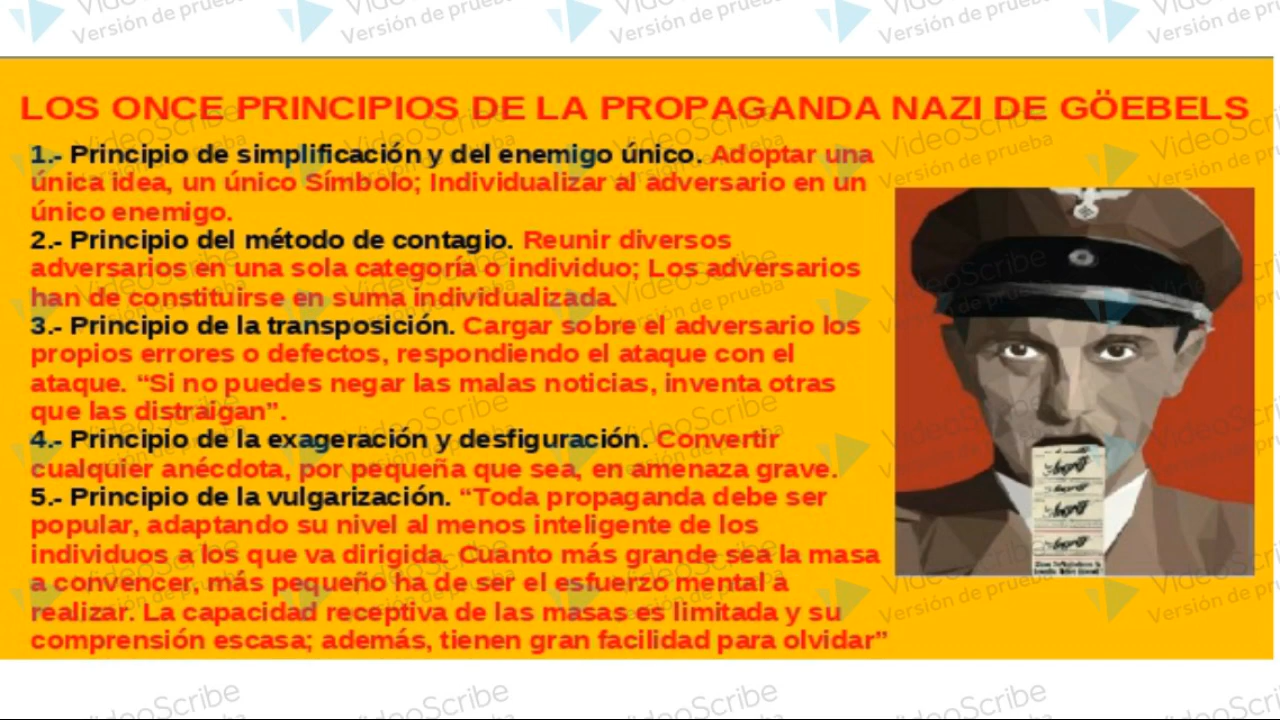 LOS ONCE PRINCIPIOS DE LA PROPAGANDA NAZI DE GÖEBELS
1.- Principio de simplificación y del enemigo único. Adoptar una
única idea, un único Símbolo; Individualizar al adversario en un
único enemigo.
2.- Principio del método de contagio. Reunir diversos
adversarios en una sola categoría o individuo; Los adversarios
han de constituirse en suma individualizada.
3.- Principio de la transposición. Cargar sobre el adversario los
propios errores o defectos, respondiendo el ataque con el
ataque. “Si no puedes negar las malas noticias, inventa otras
que las distraigan”.
4.- Principio de la exageración y desfiguración. Convertir
cualquier anécdota, por pequeña que sea, en amenaza grave.
5.- Principio de la vulgarización. “Toda propaganda debe ser
popular, adaptando su nivel al menos inteligente de los
individuos a los que va dirigida. Cuanto más grande sea la masa
a convencer, más pequeño ha de ser el esfuerzo mental a
realizar. La capacidad receptiva de las masas es limitada y su
comprensión escasa; además, tienen gran facilidad para olvidar”
VideoScribe
Versión de prueba